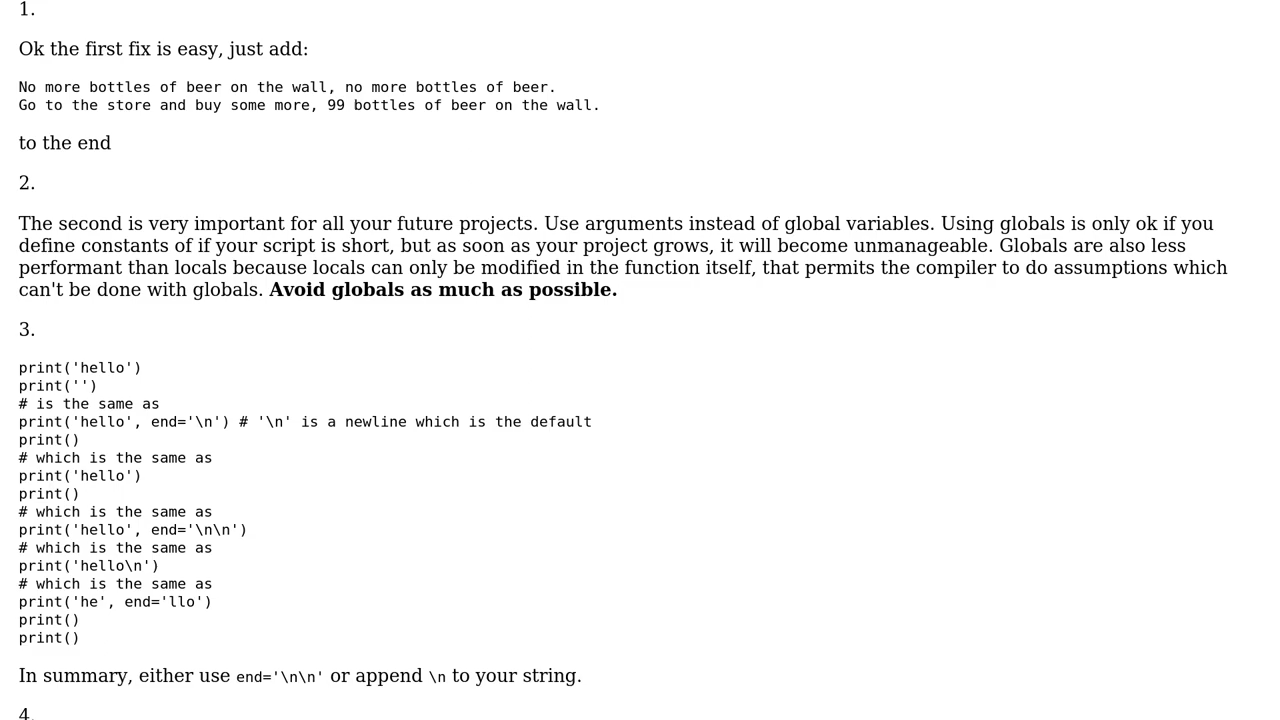 1.
Ok the first fix is easy, just add:
No more bottles of beer on the wall, no more bottles of beer.
Go to the store and buy some more, 99 bottles of beer on the wall.
to the end
2.
The second is very important for all your future projects. Use arguments instead of global variables. Using globals is only ok if you
define constants of if your script is short, but as soon as your project grows, it will become unmanageable. Globals are also less
performant than locals because locals can only be modified in the function itself, that permits the compiler to do assumptions which
can't be done with globals. Avoid globals as much as possible.
3.
print('hello')
print('')
# is the same as
print('hello', end='\n') # '\n' is a newline which is the default
print()
# which is the same as
print('hello')
print()
# which is the same as
print('hello', end='\n\n')
# which is the same as
print('hello\n')
# which is the same as
print('he', end='llo')
print()
print()
In summary, either use end='\n\n' or append \n to your string.
4.